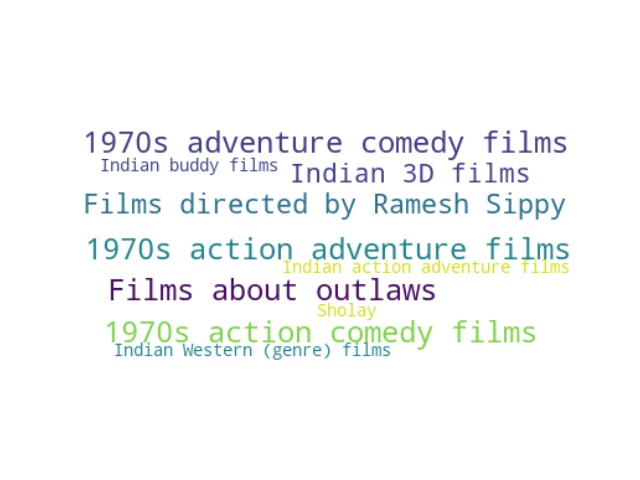 1970s adventure comedy films
Indian buddy films
Indian 3D films
Films directed by Ramesh Sippy
1970s action adventure films
Indian action adventure films
Films about outlaws
Sholay
1970s action comedy films
Indian Western (genre) films